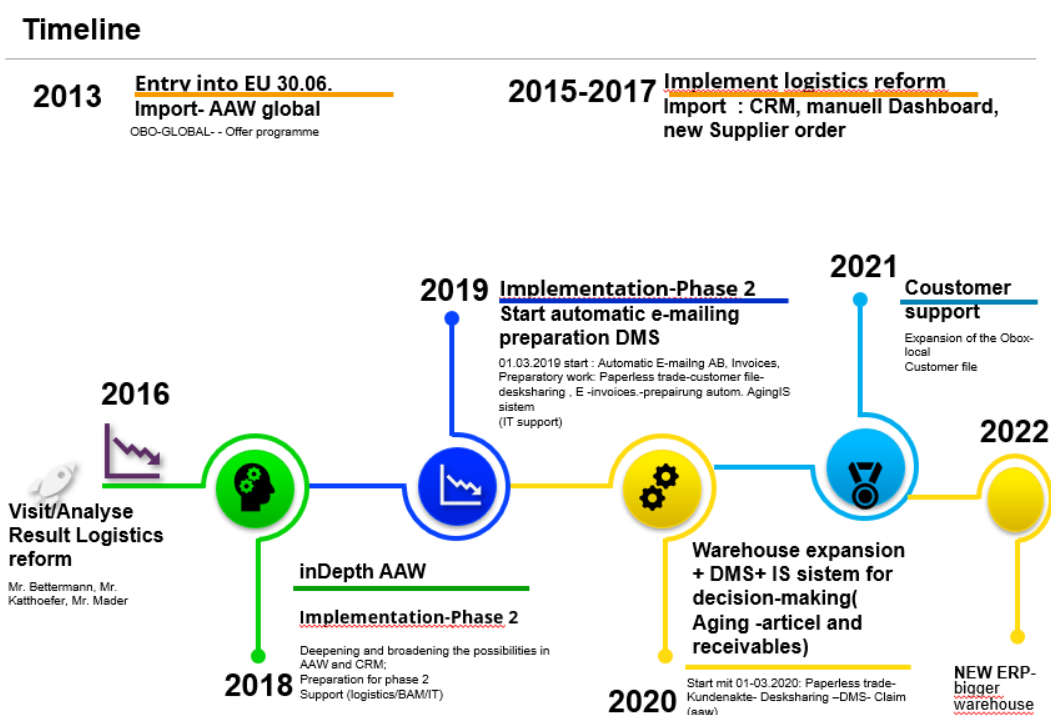 Timeline
2013
Entry into EU 30.06.
Import- AAW global
OBO-GLOBAL- - Offer programme
2015-2017
Implement logistics reform
Import : CRM, manuell Dashboard,
new Supplier order
2016
Visit/Analyse
Result Logistics
reform
Mr. Bettermann, Mr.
Katthoefer, Mr. Mader
2018
inDepth AAW
Implementation-Phase 2
Deepening and broadening the possibilities in
AAW and CRM;
Preparation for phase 2
Support (logistics/BAM/IT)
2019
Implementation-Phase 2
Start automatic e-mailing
preparation DMS
01.03.2019 start : Automatic E-mailng AB, Invoices,
Preparatory work: Paperless trade-customer file-
desksharing , E -invoices.-prepairung autom. AgingIS
sistem
(IT support)
2020
Warehouse expansion
+ DMS+ IS sistem for
decision-making(
Aging -articel and
receivables)
Start mit 01-03.2020: Paperless trade-
Kundenakte- Desksharing –DMS- Claim
(aaw)
2021
Coustomer
support
Expansion of the Obox-
local
Customer file
2022
NEW ERP-
bigger
warehouse